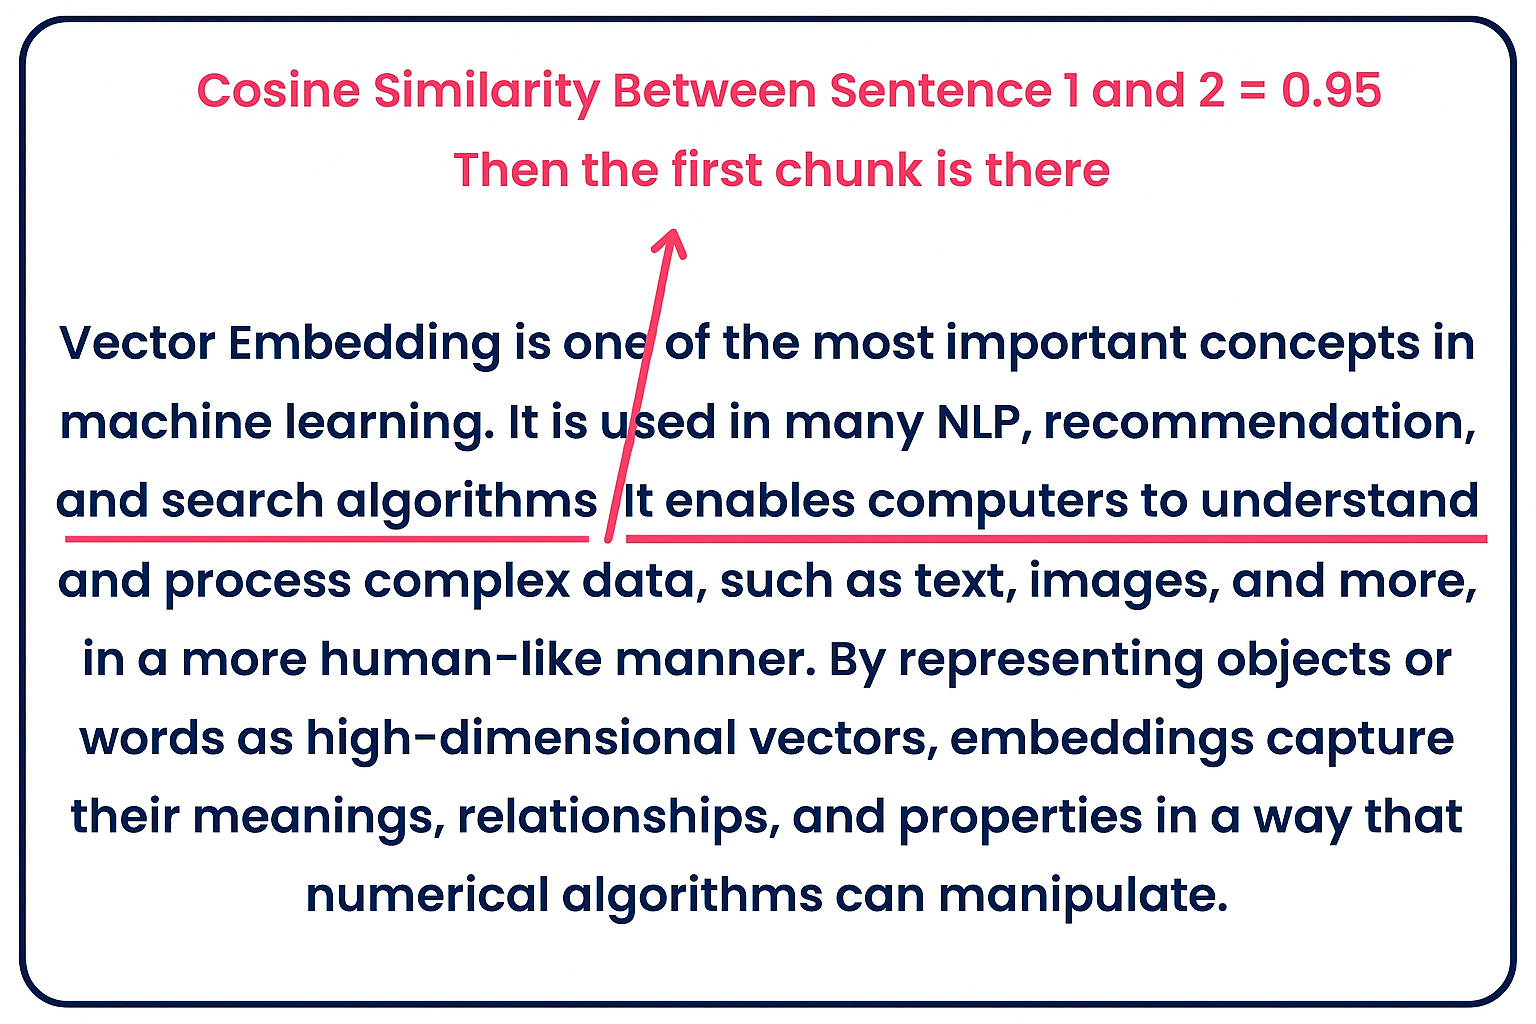 Cosine Similarity Between Sentence 1 and 2 = 0.95
Then the first chunk is there
Vector Embedding is one of the most important concepts in
machine learning. It is used in many NLP, recommendation,
and search algorithms It enables computers to understand
and process complex data, such as text, images, and more,
in a more human-like manner. By representing objects or
words as high-dimensional vectors, embeddings capture
their meanings, relationships, and properties in a way that
numerical algorithms can manipulate.